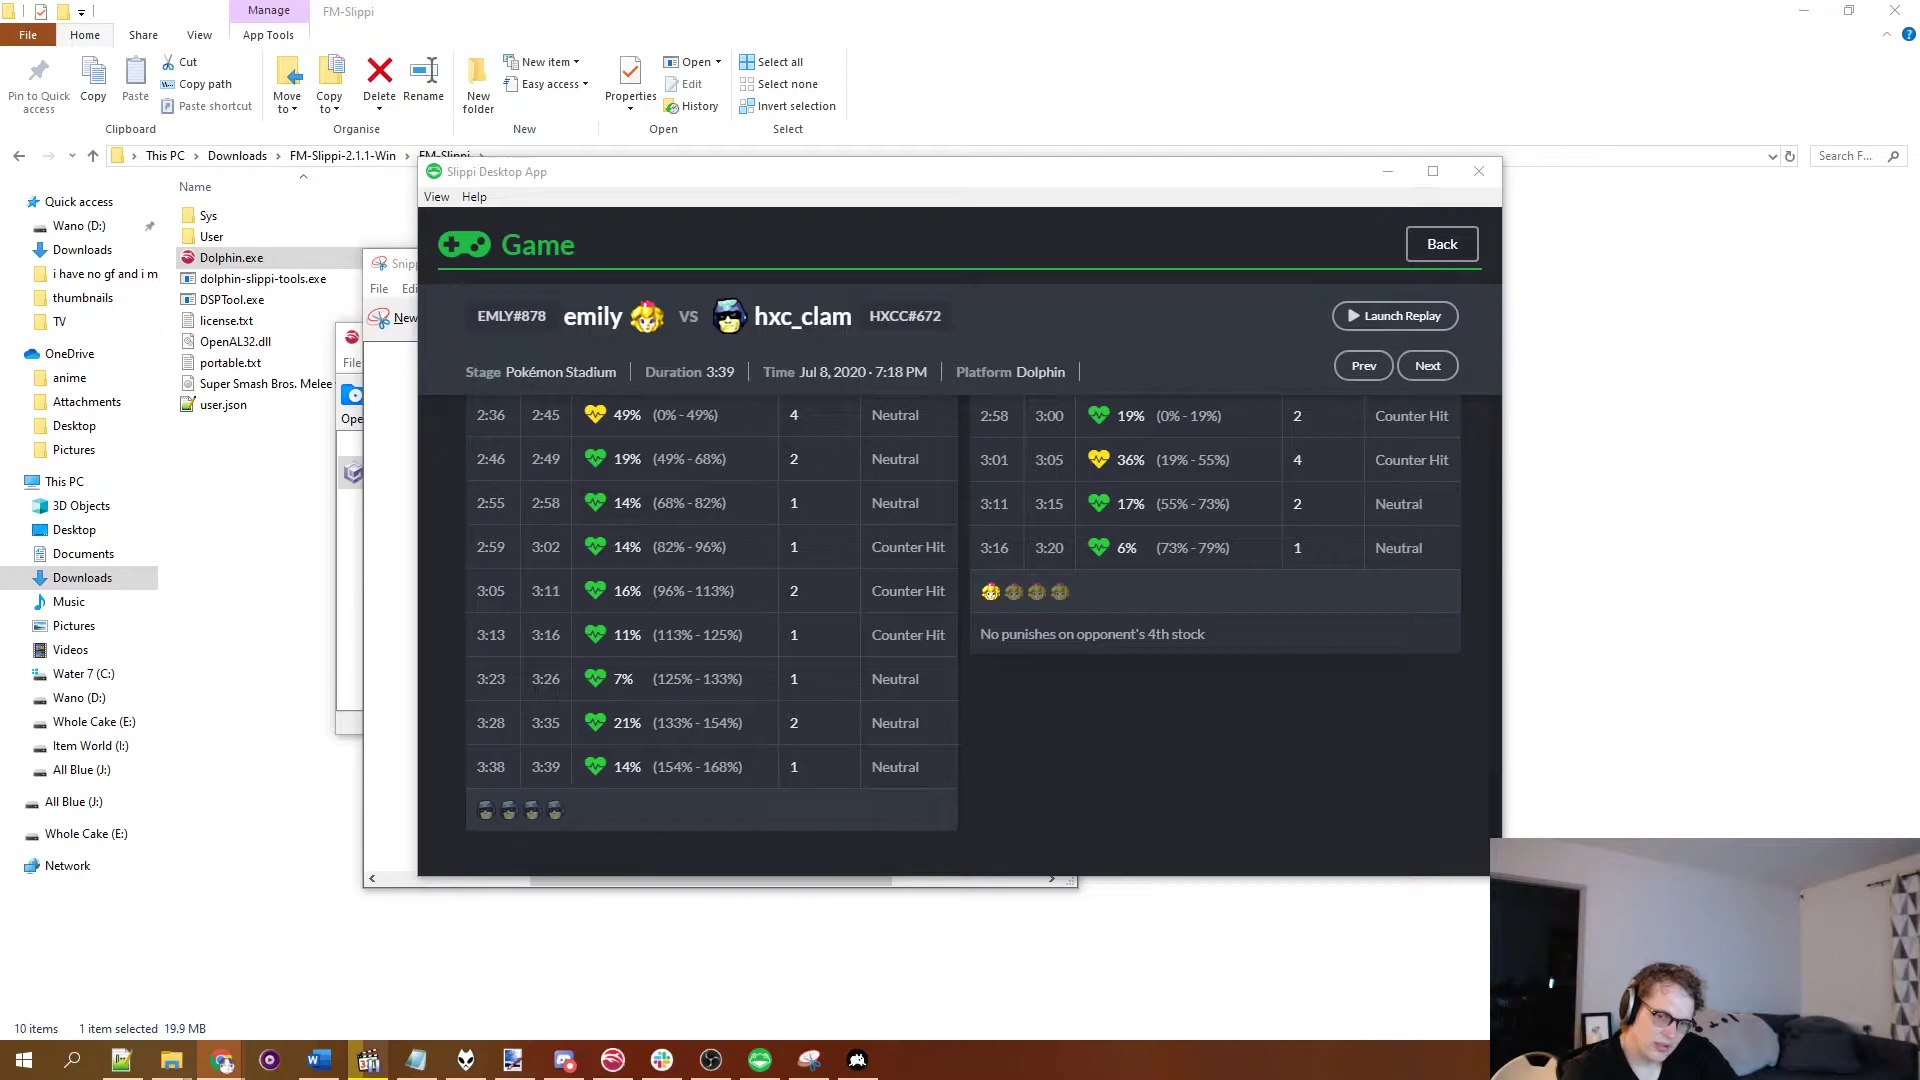 Manage
FM-Slippi
File
Home
Share
View
App Tools
Pin to Quick access
Copy
Paste
Cut
Copy path
Paste shortcut
Clipboard
Move to
Copy to
Delete
Rename
Organise
New folder
New item
Easy access
New
Properties
Open
Edit
History
Open
Select all
Select none
Invert selection
Select
This PC
Downloads
FM-Slippi-2.1.1-Win
FM-Slippi
Search F...
Name
Quick access
Wano (D:)
Downloads
i have no gf and i m
thumbnails
TV
OneDrive
anime
Attachments
Desktop
Pictures
This PC
3D Objects
Desktop
Documents
Downloads
Music
Pictures
Videos
Water 7 (C:)
Wano (D:)
Whole Cake (E:)
Item World (I:)
All Blue (J:)
All Blue (J:)
Whole Cake (E:)
Network
Sys
User
Dolphin.exe
dolphin-slippi-tools.exe
DSPTool.exe
license.txt
OpenAL32.dll
portable.txt
Super Smash Bros. Melee
user.json
Snipp
File Edi
New
File
Ope
Slippi Desktop App
View Help
Game
Back
EMLY#878 emily VS hxc_clam HXCC#672
Launch Replay
Stage Pokémon Stadium Duration 3:39 Time Jul 8, 2020 · 7:18 PM Platform Dolphin
Prev Next
2:36 2:45 49% (0% - 49%) 4 Neutral
2:46 2:49 19% (49% - 68%) 2 Neutral
2:55 2:58 14% (68% - 82%) 1 Neutral
2:59 3:02 14% (82% - 96%) 1 Counter Hit
3:05 3:11 16% (96% - 113%) 2 Counter Hit
3:13 3:16 11% (113% - 125%) 1 Counter Hit
3:23 3:26 7% (125% - 133%) 1 Neutral
3:28 3:35 21% (133% - 154%) 2 Neutral
3:38 3:39 14% (154% - 168%) 1 Neutral
2:58 3:00 19% (0% - 19%) 2 Counter Hit
3:01 3:05 36% (19% - 55%) 4 Counter Hit
3:11 3:15 17% (55% - 73%) 2 Neutral
3:16 3:20 6% (73% - 79%) 1 Neutral
No punishes on opponent's 4th stock
10 items 1 item selected 19.9 MB